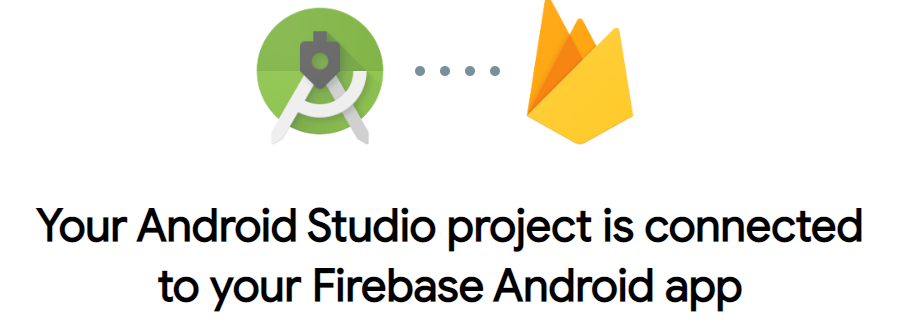 Your Android Studio project is connected
to your Firebase Android app